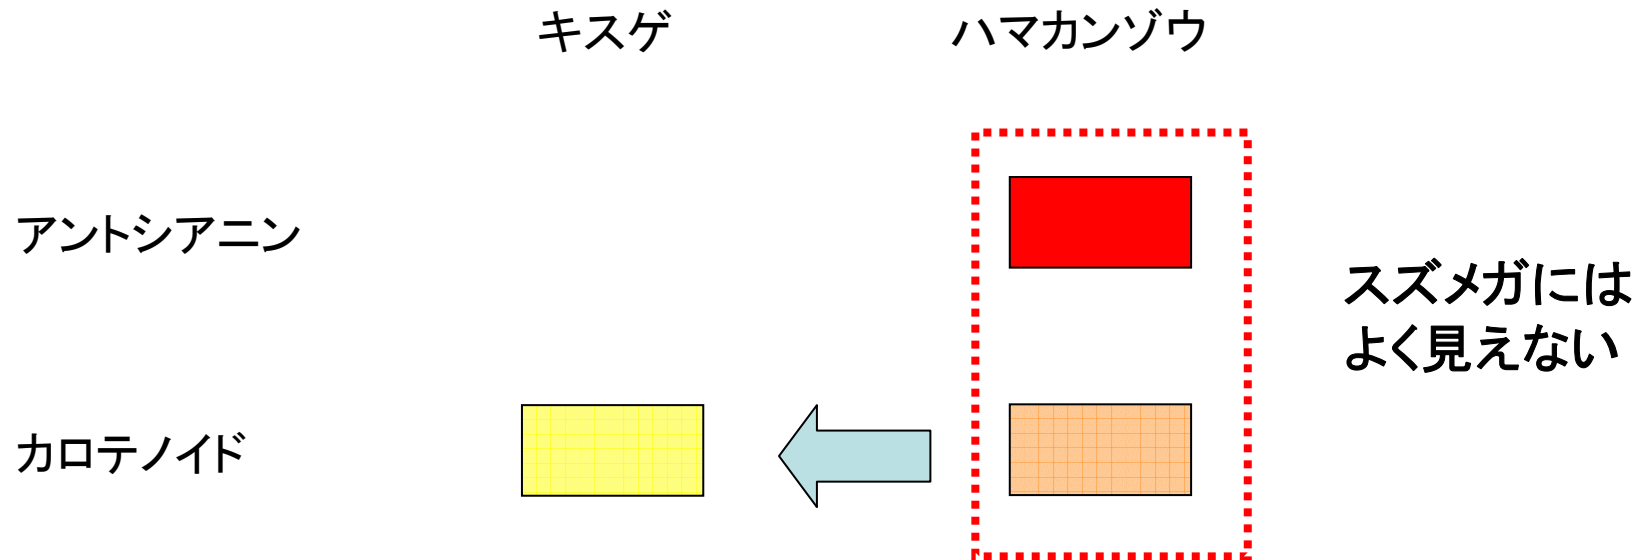 キスゲ
ハマカンゾウ
アントシアニン
スズメガには
よく見えない
カロテノイド